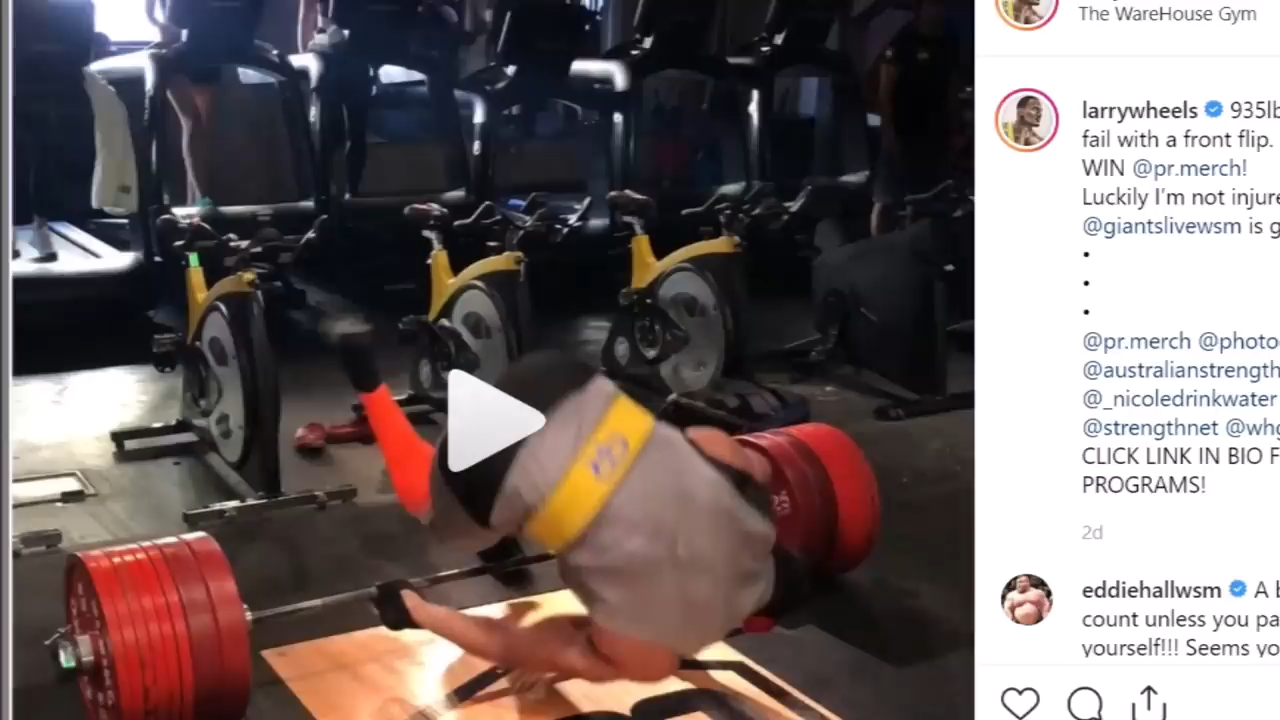 The WareHouse Gym
larrywheels 935lb
fail with a front flip.
WIN @pr.merch!
Luckily I'm not injure
@giantslivewsm is g
•
•
•
@pr.merch @photo
@australianstrength
@_nicoledrinkwater
@strengthnet @whg
CLICK LINK IN BIO F
PROGRAMS!
2d
eddiehallwsm A b
count unless you pa
yourself!!! Seems yo